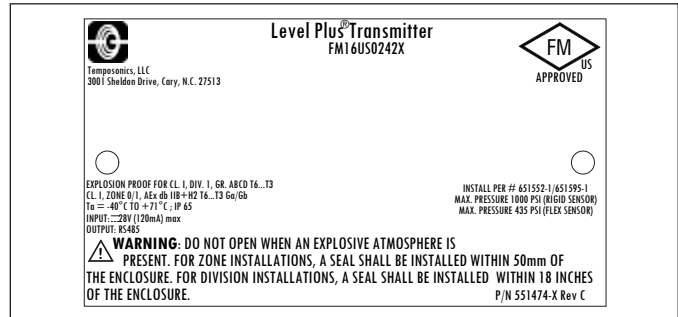 Level Plus® Transmitter
FM16US0242X
FM
US
APPROVED
Temposonics, LLC
3001 Sheldon Drive, Cary, N.C. 27513
EXPLOSION PROOF FOR CL. I, DIV. 1, GR. ABCD T6...T3
CL. I, ZONE 0/1, AEx db IIB+H2 T6...T3 Ga/Gb
Ta = -40°C TO +71°C ; IP 65
INPUT: ⎓28V (120mA) max
OUTPUT: RS485
INSTALL PER # 651552-1/651595-1
MAX. PRESSURE 1000 PSI (RIGID SENSOR)
MAX. PRESSURE 435 PSI (FLEX SENSOR)
WARNING: DO NOT OPEN WHEN AN EXPLOSIVE ATMOSPHERE IS
PRESENT. FOR ZONE INSTALLATIONS, A SEAL SHALL BE INSTALLED WITHIN 50mm OF
THE ENCLOSURE. FOR DIVISION INSTALLATIONS, A SEAL SHALL BE INSTALLED WITHIN 18 INCHES
OF THE ENCLOSURE.
P/N 551474-X Rev C